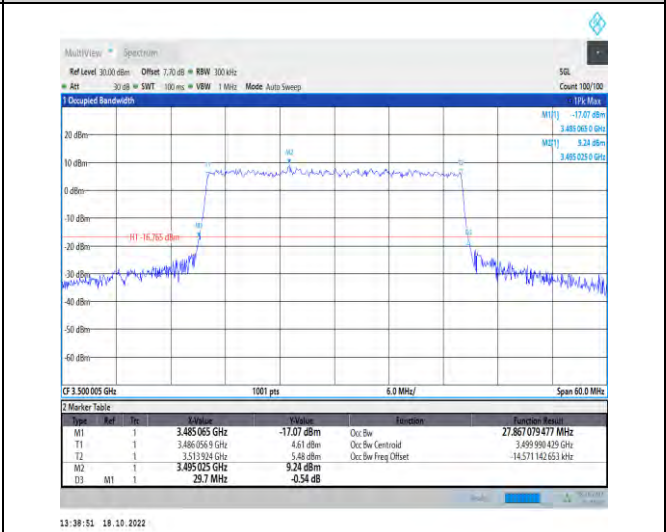 MultiView Spectrum
Ref Level 30.00 dBm Offset 7.70 dB RBW 300 kHz SGL
Att 30 dB SWT 100 ms VBW 1 MHz Mode Auto Sweep Count 100/100
1 Occupied Bandwidth 1Pk Max
M1[1] -17.07 dBm
3.485 065 0 GHz
M2[1] 9.24 dBm
3.495 025 0 GHz
20 dBm
M2
10 dBm
T1
0 dBm
-10 dBm
M1
H1 -16.765 dBm
-20 dBm
-30 dBm
-40 dBm
-50 dBm
-60 dBm
CF 3.500 005 GHz 1001 pts 6.0 MHz/ Span 60.0 MHz
2 Marker Table
Type Ref Trc X-Value Y-Value Function Function Result
M1 1 3.485 065 GHz -17.07 dBm Occ Bw 27.867 079 477 MHz
T1 1 3.486 056 9 GHz 4.61 dBm Occ Bw Centroid 3.499 990 429 GHz
T2 1 3.513 924 GHz 5.48 dBm Occ Bw Freq Offset -14.571 142 653 kHz
M2 1 3.495 025 GHz 9.24 dBm
D3 M1 1 29.7 MHz -0.54 dB
13:38:51 18.10.2022